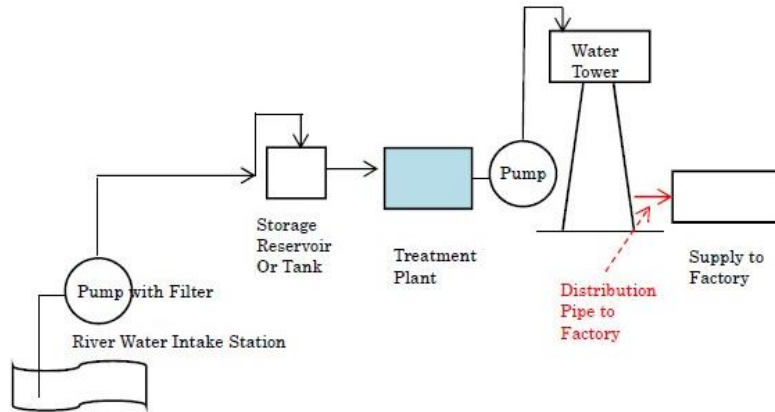 Water
Tower
Pump
Storage
Reservoir
Or Tank
Treatment
Plant
Supply to
Factory
Distribution
Pipe to
Factory
Pump with Filter
River Water Intake Station